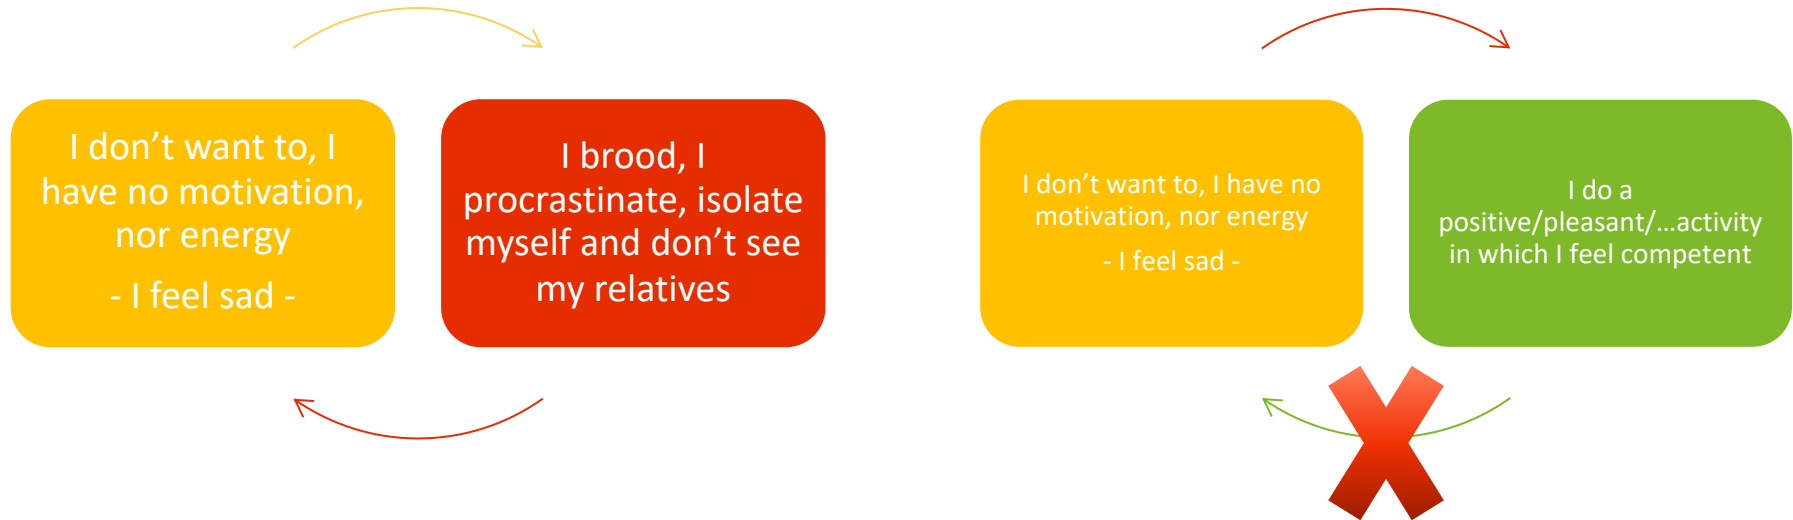 I don’t want to, I
have no motivation,
nor energy
- I feel sad -
I brood, I
procrastinate, isolate
myself and don’t see
my relatives
I don’t want to, I have no
motivation, nor energy
- I feel sad -
I do a
positive/pleasant/…activity
in which I feel competent